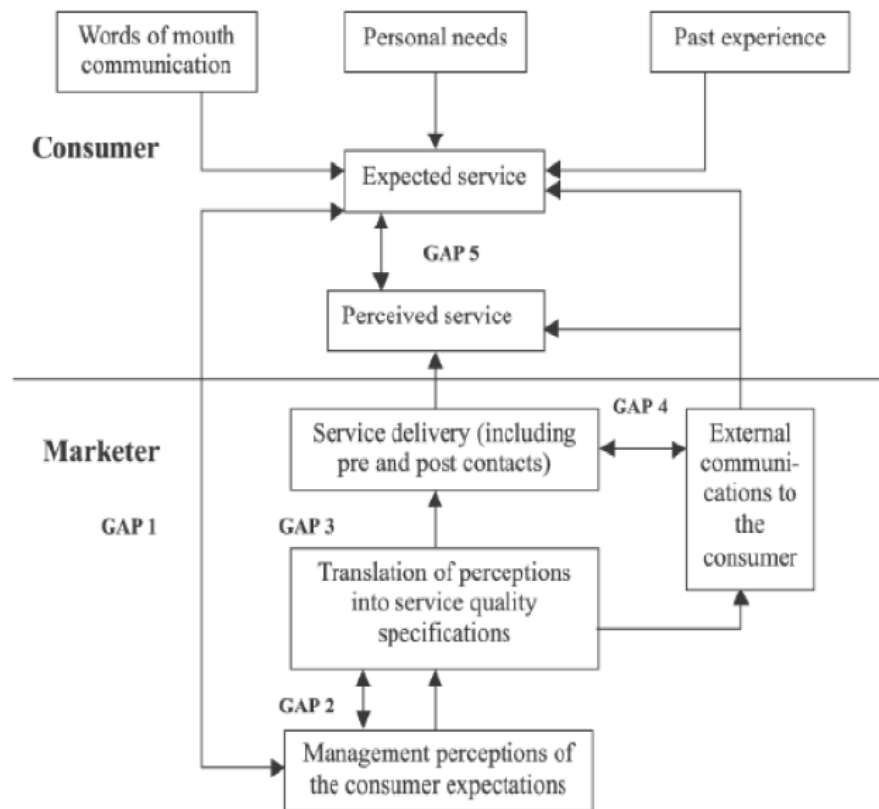 Words of mouth
communication
Personal needs
Past experience
Consumer
Expected service
GAP 5
Perceived service
GAP 4
Marketer
Service delivery (including
pre and post contacts)
External
communi-
cations to
the
consumer
GAP 1
GAP 3
Translation of perceptions
into service quality
specifications
GAP 2
Management perceptions of
the consumer expectations